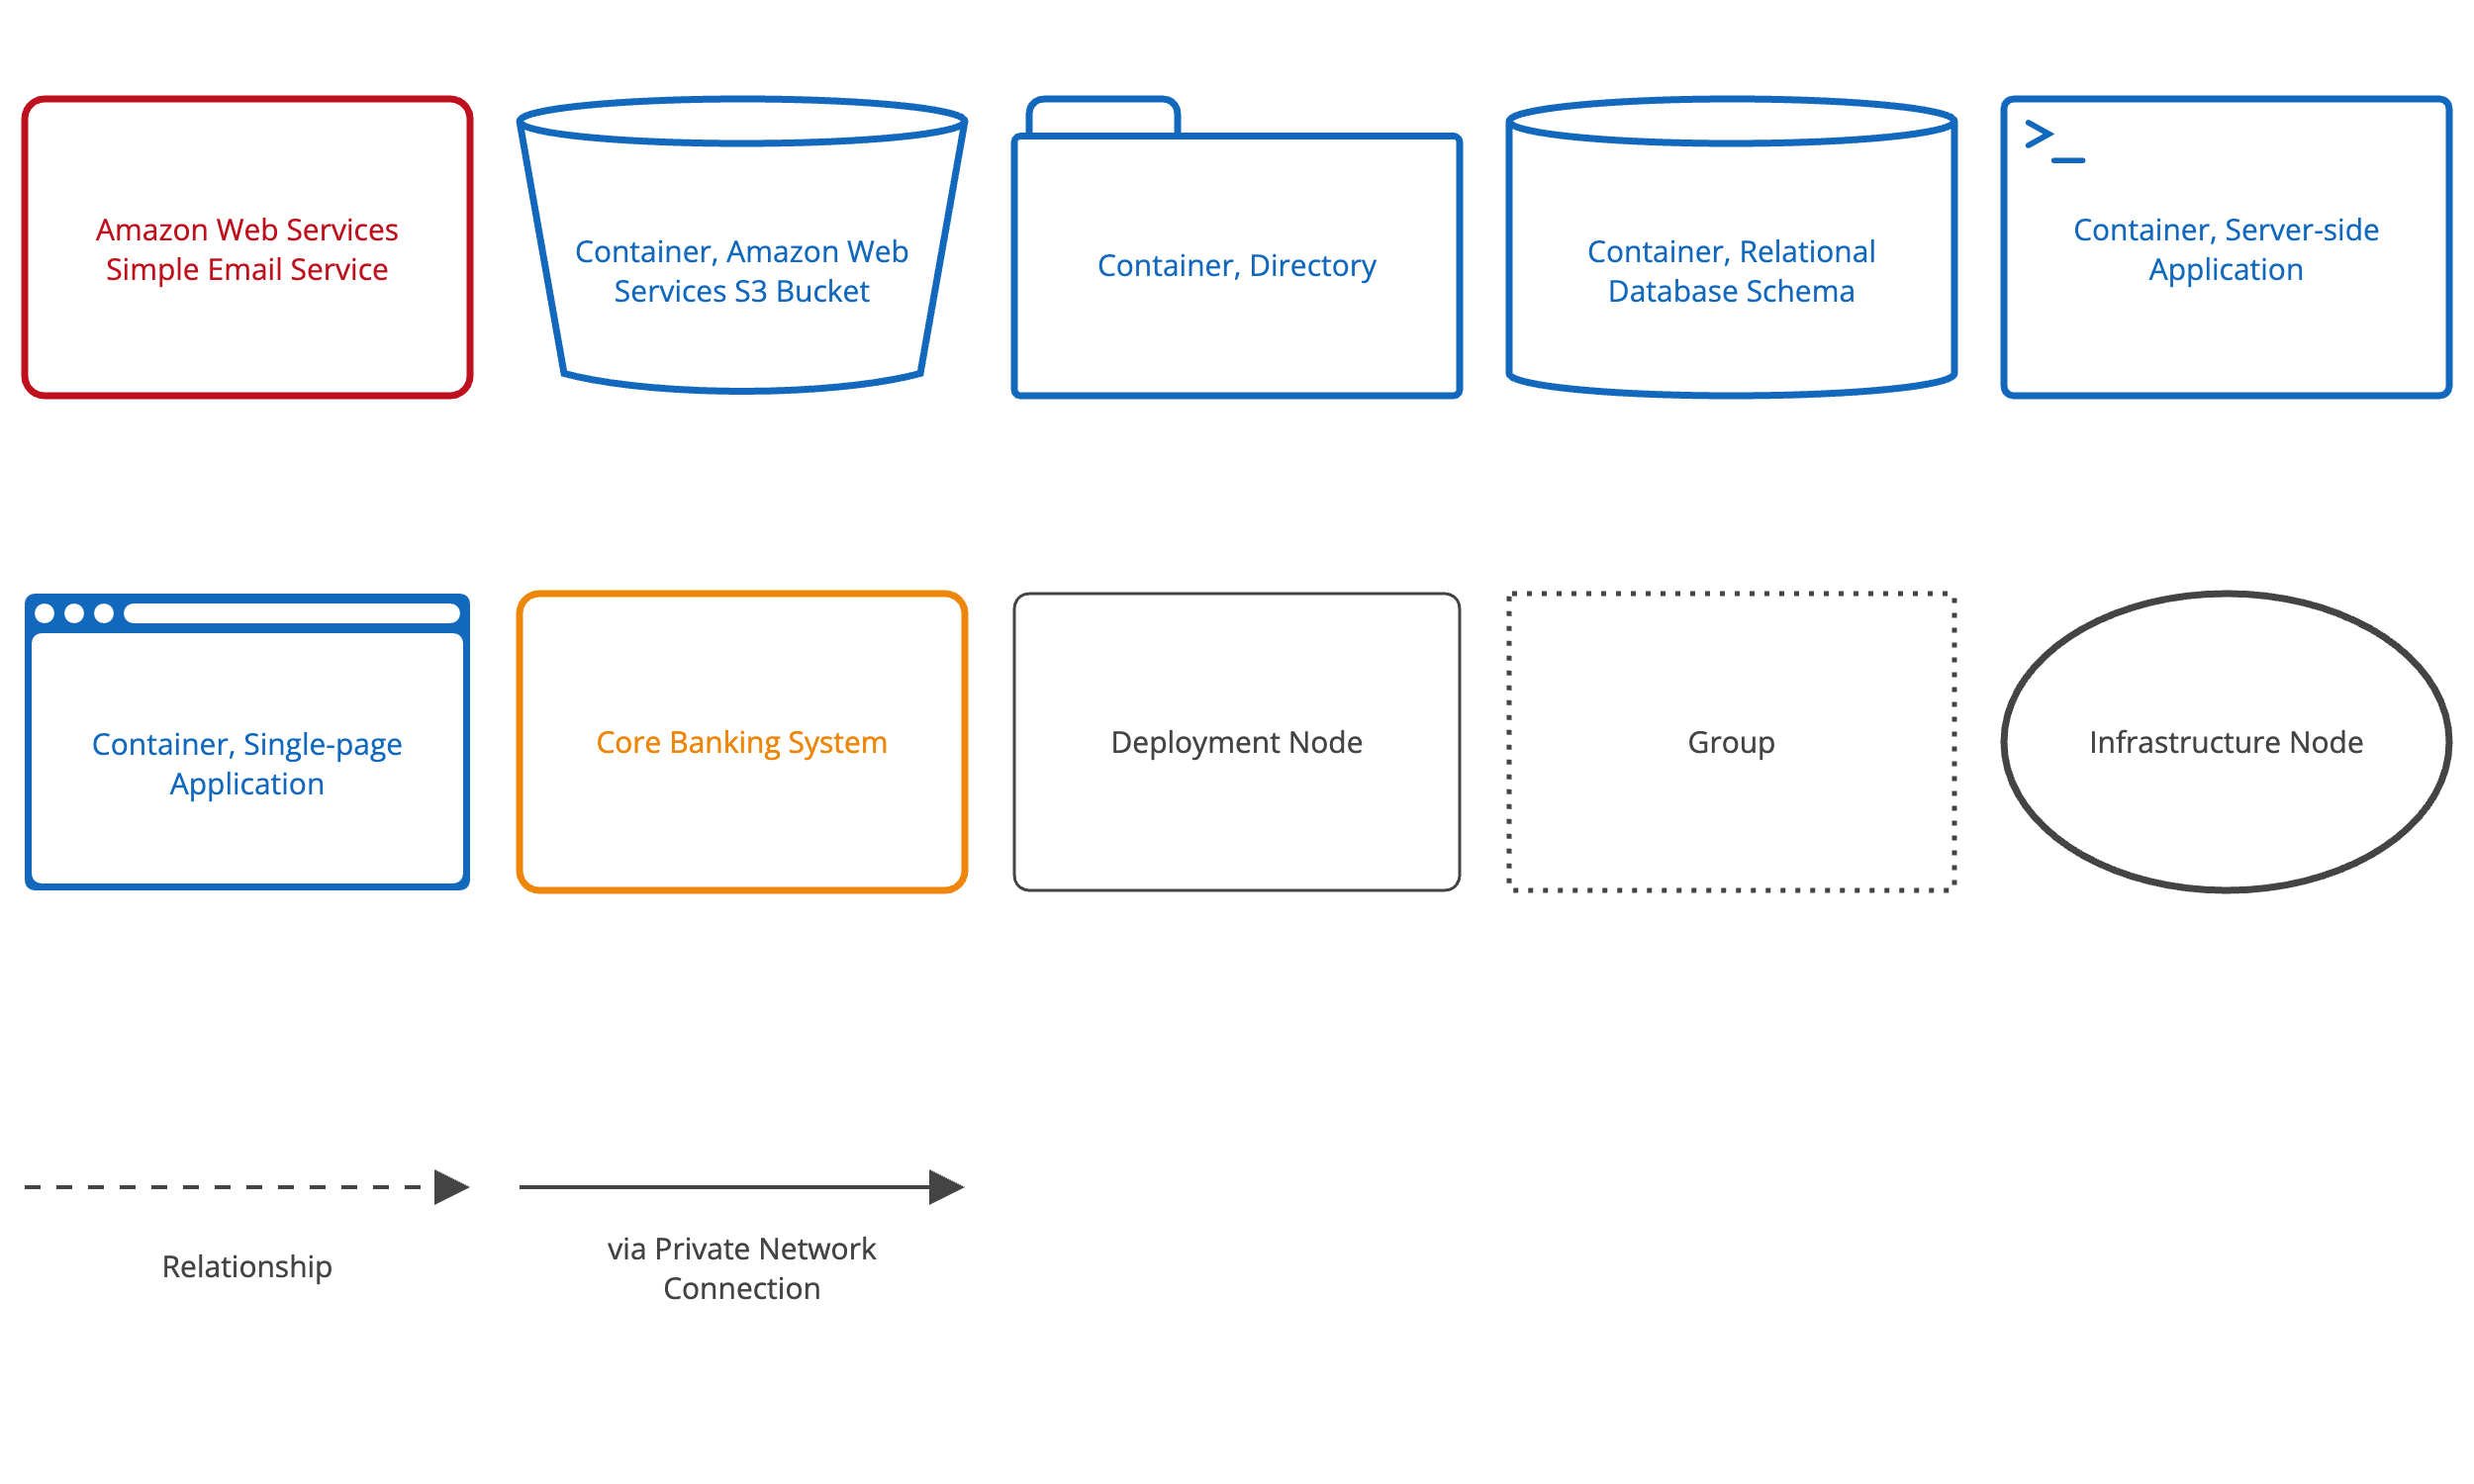 Amazon Web Services
Simple Email Service
Container, Amazon Web
Services S3 Bucket
Container, Directory
Container, Relational
Database Schema
>_
Container, Server-side
Application
Container, Single-page
Application
Core Banking System
Deployment Node
Group
Infrastructure Node
Relationship
via Private Network
Connection